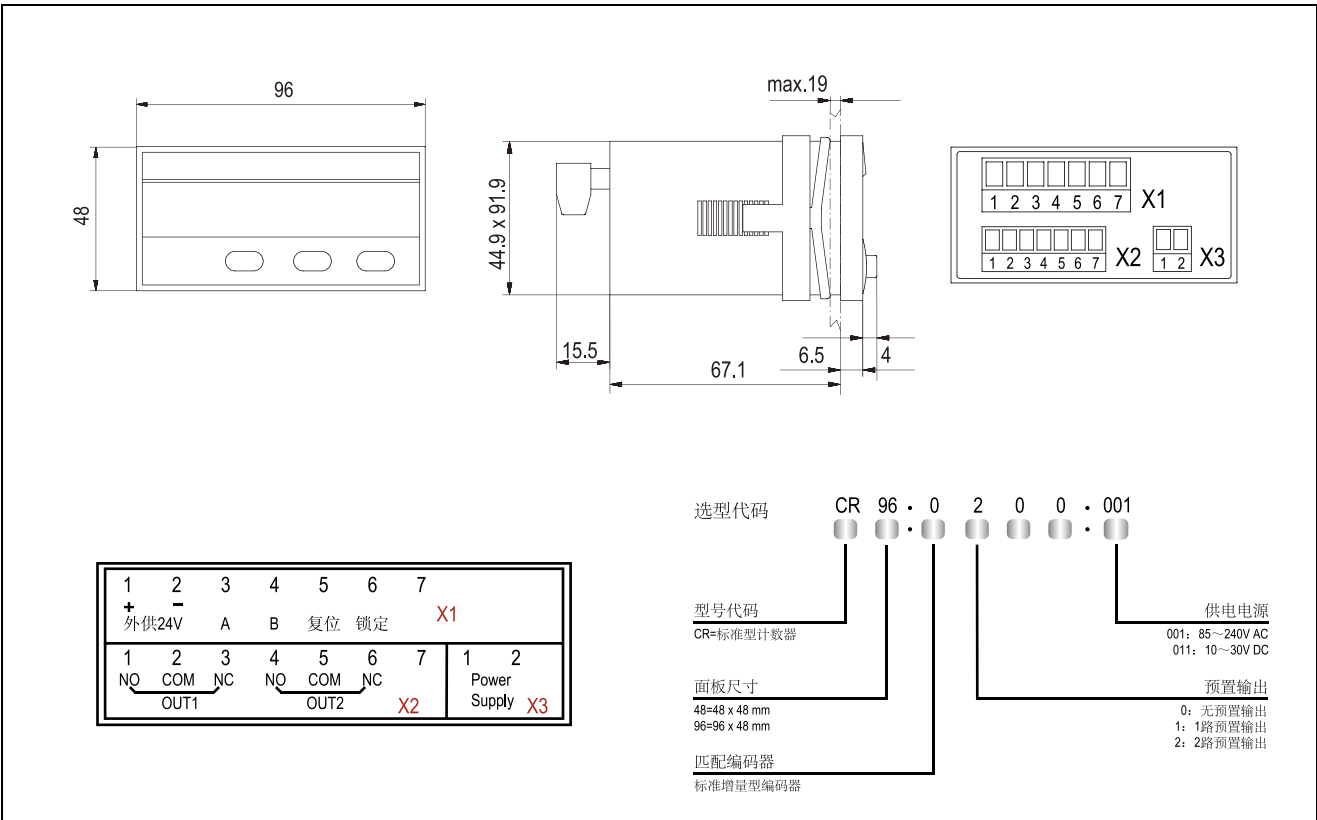 96
48
max.19
44.9 x 91.9
15.5
67.1
6.5
4
1 2 3 4 5 6 7
X1
1 2 3 4 5 6 7
X2
1 2
X3
1 2 3 4 5 6 7
+ −
外供24V A B 复位 锁定
X1
1 2 3 4 5 6 7
NO COM NC NO COM NC
OUT1 OUT2
X2
1 2
Power
Supply
X3
选型代码 CR 96 · 0 2 0 0 · 001
型号代码
CR=标准型计数器
面板尺寸
48=48 x 48 mm
96=96 x 48 mm
匹配编码器
标准增量型编码器
供电电源
001: 85～240V AC
011: 10～30V DC
预置输出
0: 无预置输出
1: 1路预置输出
2: 2路预置输出